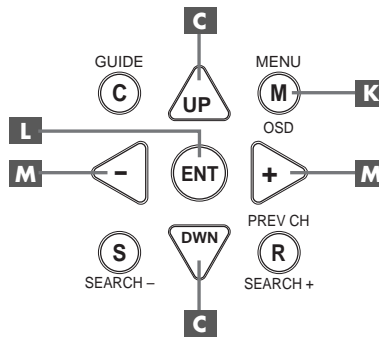 C
GUIDE
MENU
C
UP
M
K
OSD
L
M
-
ENT
+
M
PREV CH
S
DWN
R
SEARCH –
SEARCH +
C